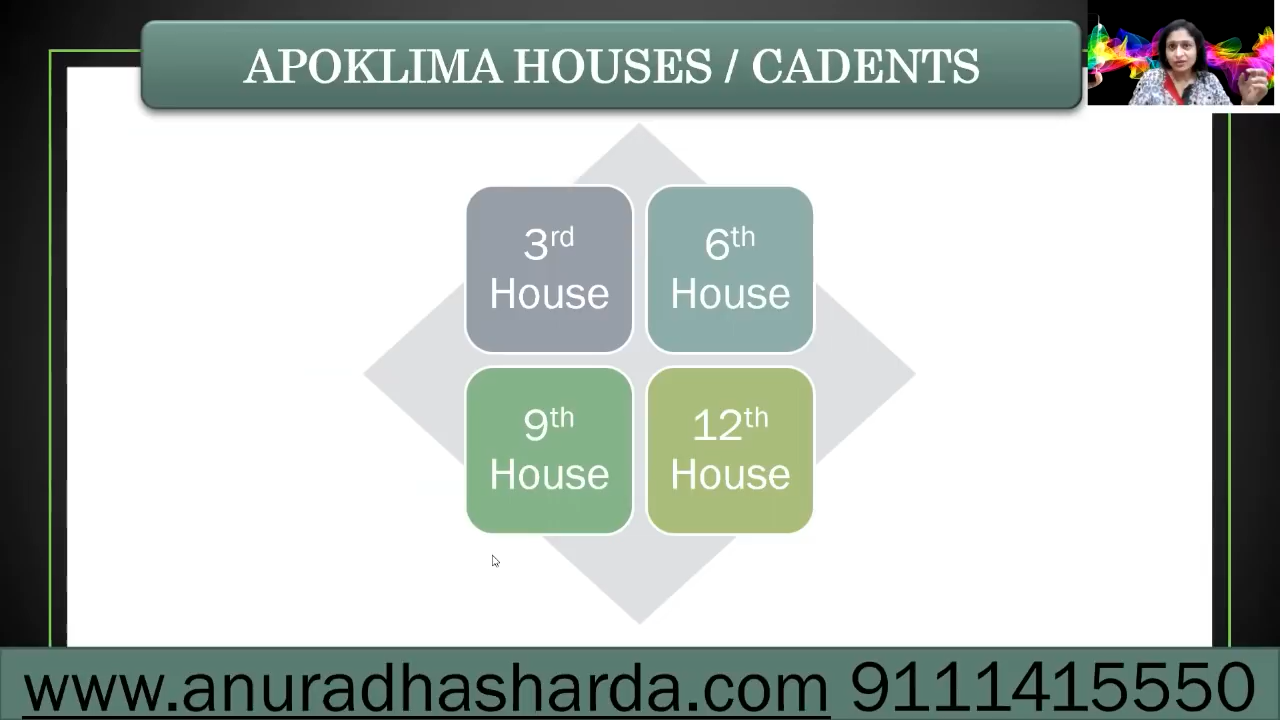 APOKLIMA HOUSES / CADENTS
3rd
House
6th
House
9th
House
12th
House
www.anuradhasharda.com 9111415550